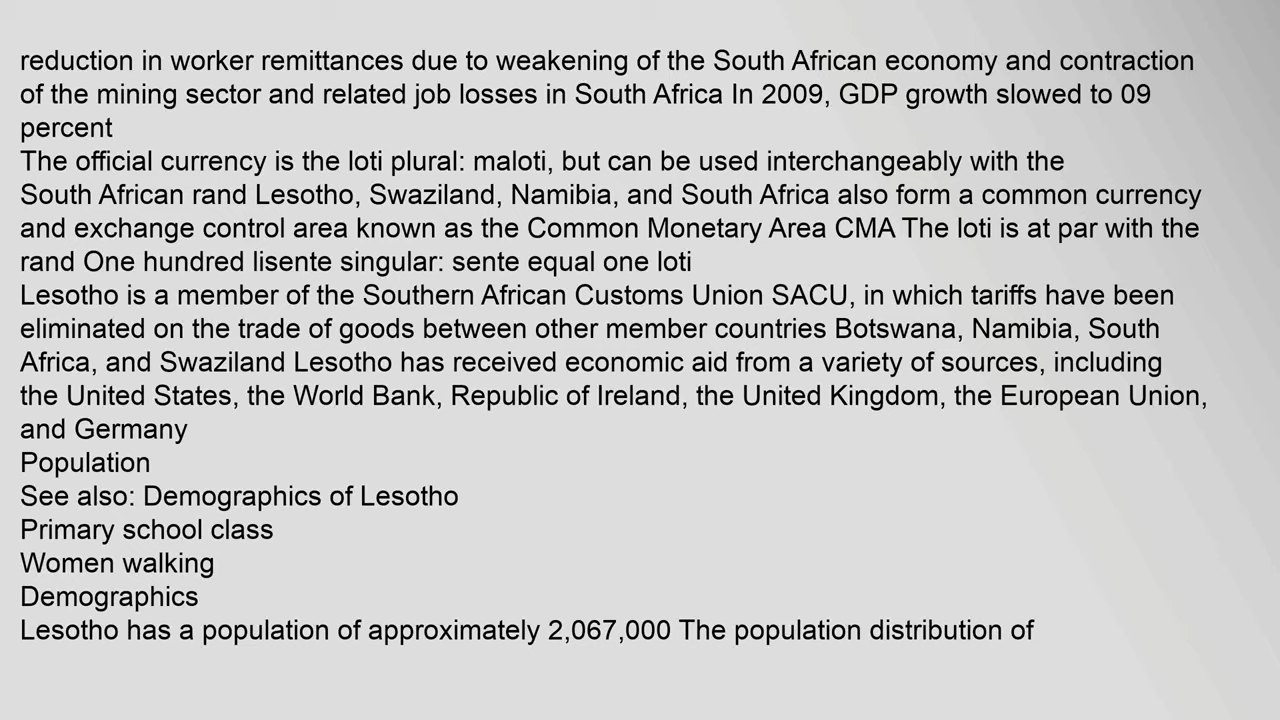 reduction in worker remittances due to weakening of the South African economy and contraction
of the mining sector and related job losses in South Africa In 2009, GDP growth slowed to 09
percent
The official currency is the loti plural: maloti, but can be used interchangeably with the
South African rand Lesotho, Swaziland, Namibia, and South Africa also form a common currency
and exchange control area known as the Common Monetary Area CMA The loti is at par with the
rand One hundred lisente singular: sente equal one loti
Lesotho is a member of the Southern African Customs Union SACU, in which tariffs have been
eliminated on the trade of goods between other member countries Botswana, Namibia, South
Africa, and Swaziland Lesotho has received economic aid from a variety of sources, including
the United States, the World Bank, Republic of Ireland, the United Kingdom, the European Union,
and Germany
Population
See also: Demographics of Lesotho
Primary school class
Women walking
Demographics
Lesotho has a population of approximately 2,067,000 The population distribution of